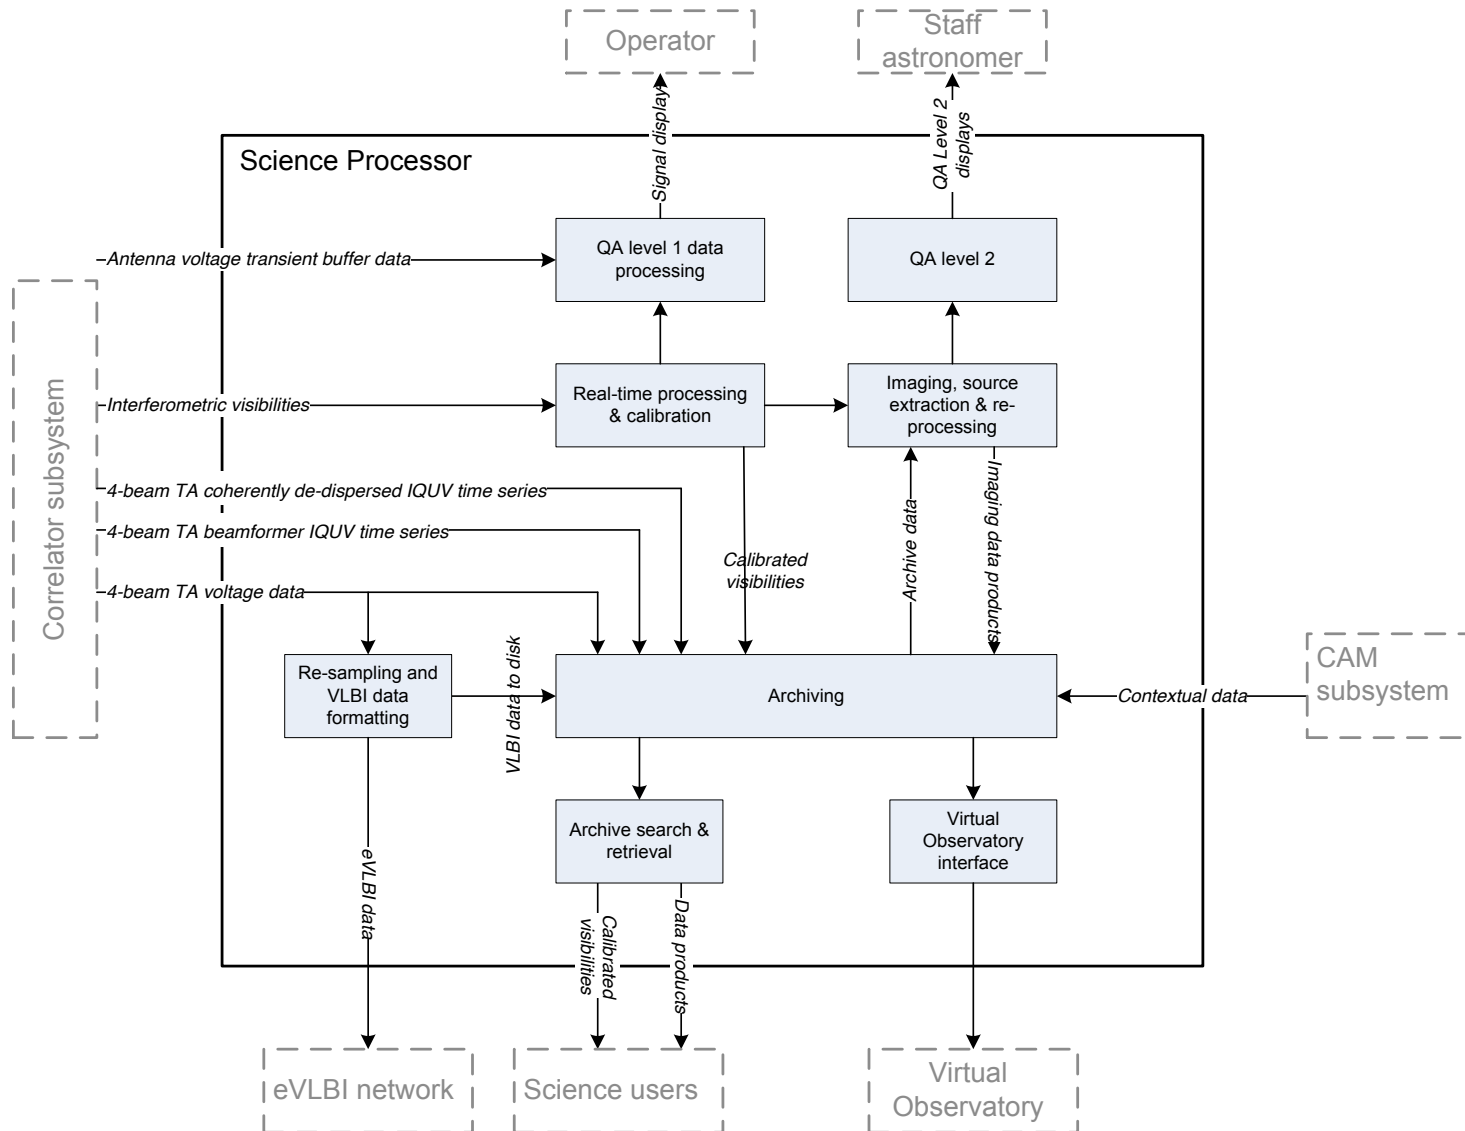 Operator
Staff
astronomer
Signal display
QA Level 2
displays
Science Processor
QA level 1 data
processing
QA level 2
Antenna voltage transient buffer data
Correlator subsystem
Interferometric visibilities
Real-time processing
& calibration
Imaging, source
extraction & re-
processing
4-beam TA coherently de-dispersed IQUV time series
4-beam TA beamformer IQUV time series
4-beam TA voltage data
Calibrated
visibilities
Archive data
Imaging data products
Re-sampling and
VLBI data
formatting
VLBI data to disk
Archiving
Contextual data
CAM
subsystem
Archive search &
retrieval
Virtual
Observatory
interface
eVLBI data
Calibrated
visibilities
Data products
eVLBI network
Science users
Virtual
Observatory